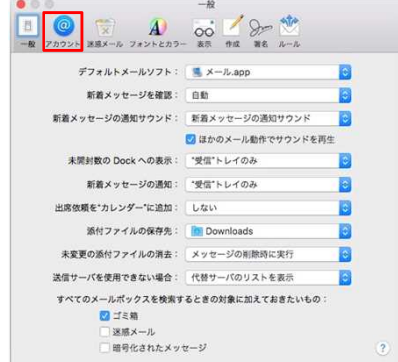 一般
一般 アカウント 迷惑メール フォントとカラー 表示 作成 署名 ルール
デフォルトメールソフト： メール.app
新着メッセージを確認： 自動
新着メッセージの通知サウンド： 新着メッセージの通知サウンド
ほかのメール動作でサウンドを再生
未開封数の Dock への表示： "受信"トレイのみ
新着メッセージの通知： "受信"トレイのみ
出席依頼を"カレンダー"に追加： しない
添付ファイルの保存先： Downloads
未変更の添付ファイルの消去： メッセージの削除時に実行
送信サーバを使用できない場合： 代替サーバのリストを表示
すべてのメールボックスを検索するときの対象に加えておきたいもの：
ゴミ箱
迷惑メール
暗号化されたメッセージ
?